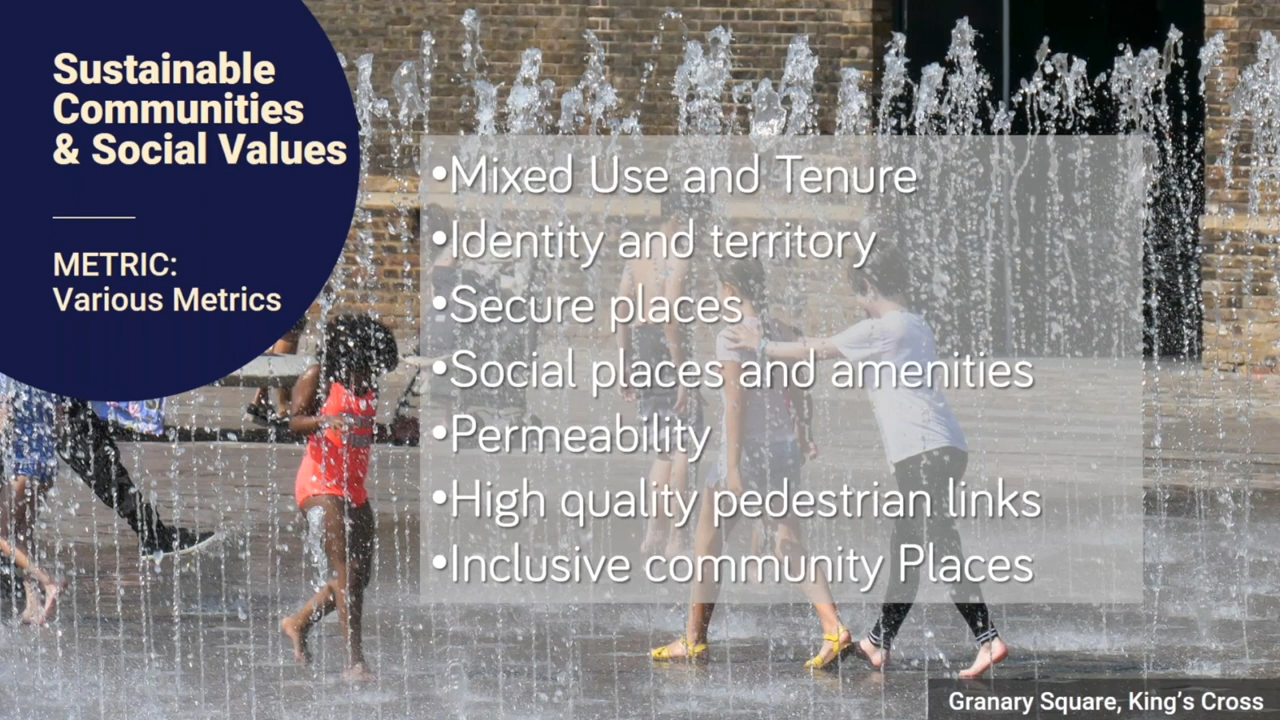 Sustainable
Communities
& Social Values
METRIC:
Various Metrics
•Mixed Use and Tenure
•Identity and territory
•Secure places
•Social places and amenities
•Permeability
•High quality pedestrian links
•Inclusive community Places
Granary Square, King's Cross